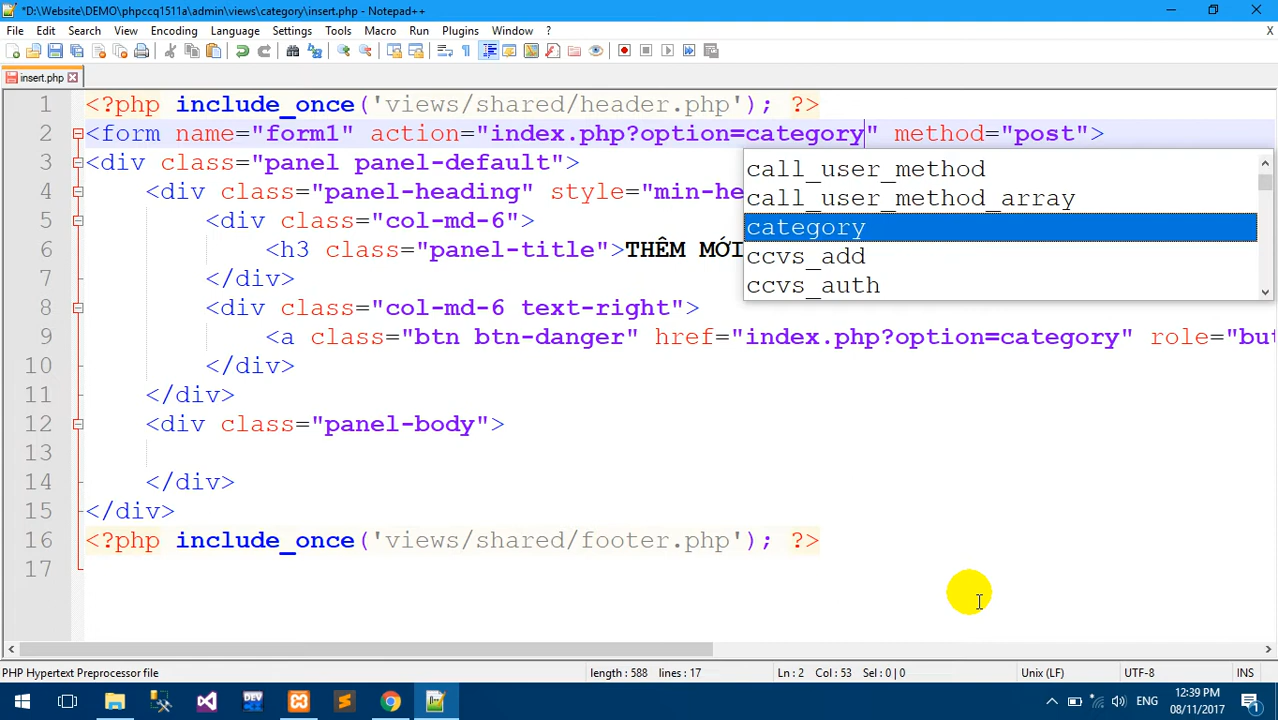 *D:\Website\DEMO\phpccq1511a\admin\views\category\insert.php - Notepad++
File Edit Search View Encoding Language Settings Tools Macro Run Plugins Window ? X
insert.php
1 <?php include_once('views/shared/header.php'); ?>
2 <form name="form1" action="index.php?option=category" method="post">
3 <div class="panel panel-default">
4 <div class="panel-heading" style="min-he
5 <div class="col-md-6">
6 <h3 class="panel-title">THÊM MỚI
7 </div>
8 <div class="col-md-6 text-right">
9 <a class="btn btn-danger" href="index.php?option=category" role="but
10 </div>
11 </div>
12 <div class="panel-body">
13
14 </div>
15 </div>
16 <?php include_once('views/shared/footer.php'); ?>
17
call_user_method
call_user_method_array
category
ccvs_add
ccvs_auth
PHP Hypertext Preprocessor file length : 588 lines : 17 Ln : 2 Col : 53 Sel : 0 | 0 Unix (LF) UTF-8 INS
ENG 12:39 PM
08/11/2017